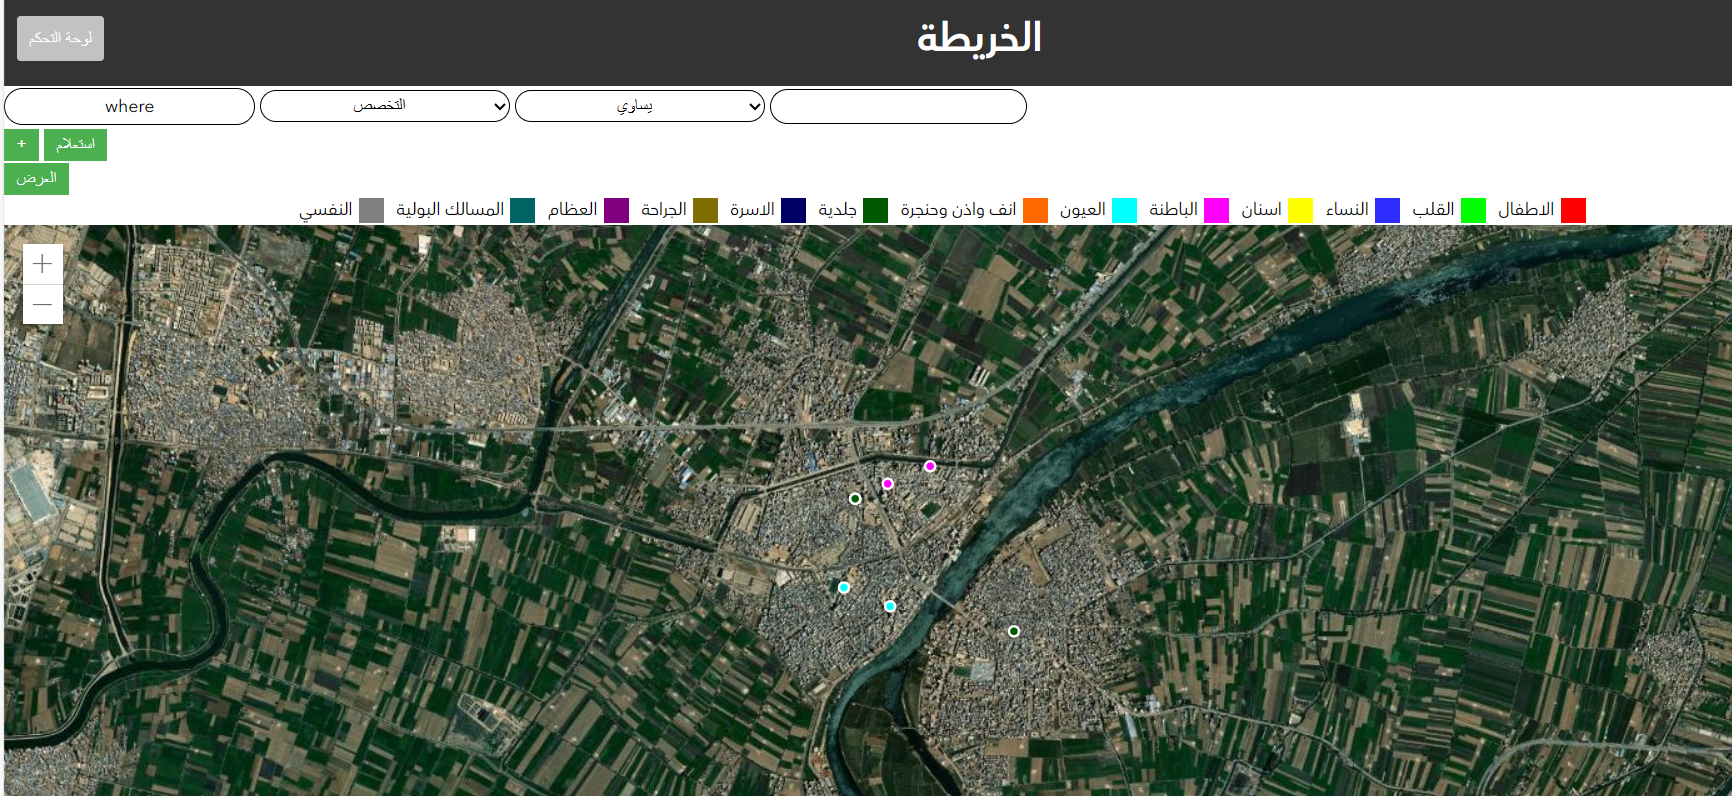 الخريطة
لوحة التحكم
where التخصص يساوي
+ استعلام
العرض
الاطفال القلب النساء اسنان الباطنة العيون انف واذن وحنجرة جلدية الاسرة الجراحة العظام المسالك البولية النفسي
+
−